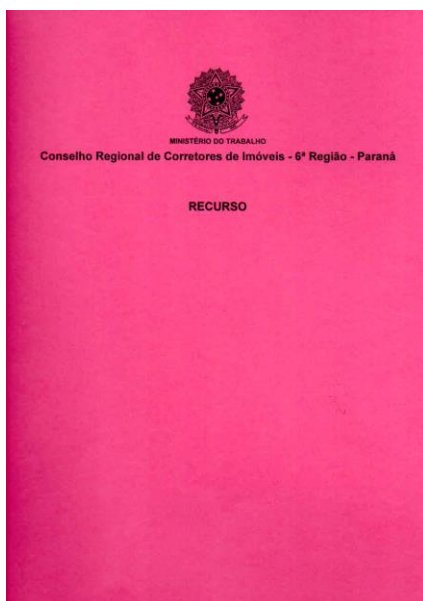 MINISTÉRIO DO TRABALHO
Conselho Regional de Corretores de Imóveis - 6ª Região - Paraná
RECURSO